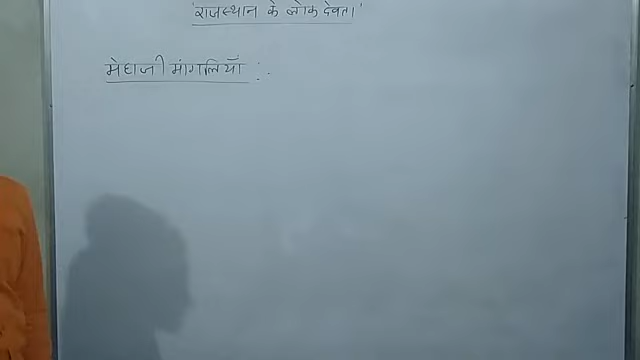 'राजस्थान के लोक देवता'
मेहाजी मांगलियाँ :-